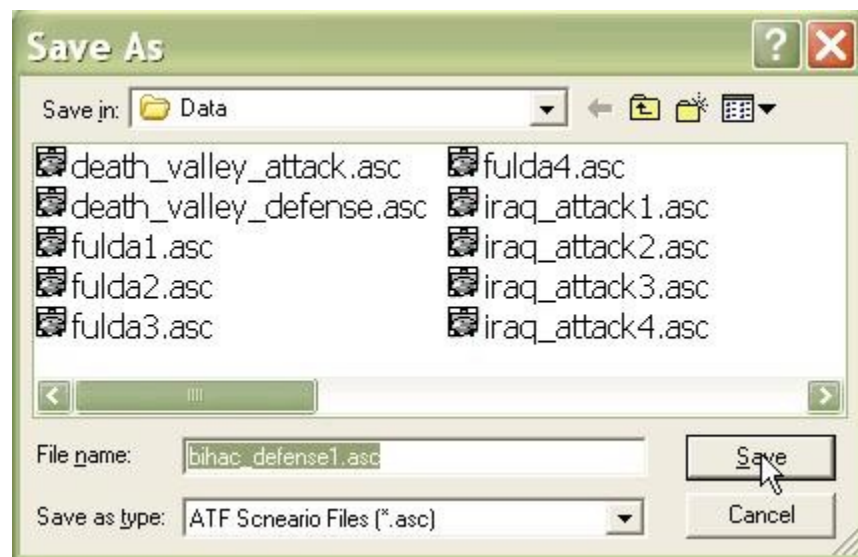 Save As
Save in: Data
death_valley_attack.asc
death_valley_defense.asc
fulda1.asc
fulda2.asc
fulda3.asc
fulda4.asc
iraq_attack1.asc
iraq_attack2.asc
iraq_attack3.asc
iraq_attack4.asc
File name: bihac_defense1.asc
Save
Save as type: ATF Scneario Files (*.asc)
Cancel